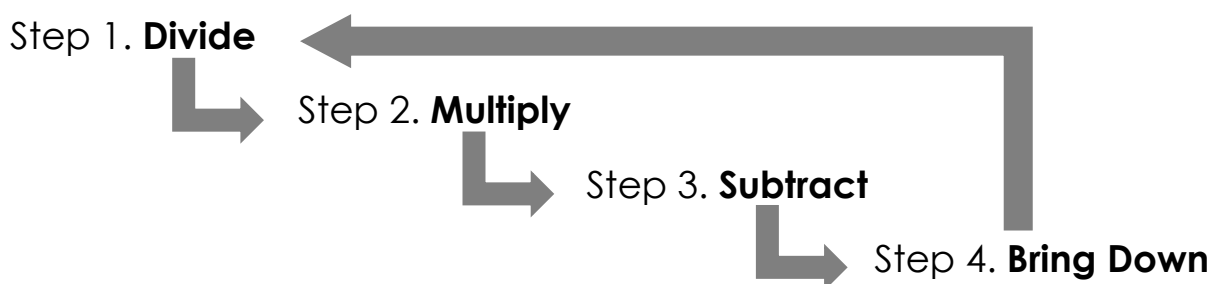 Step 1. Divide
Step 2. Multiply
Step 3. Subtract
Step 4. Bring Down